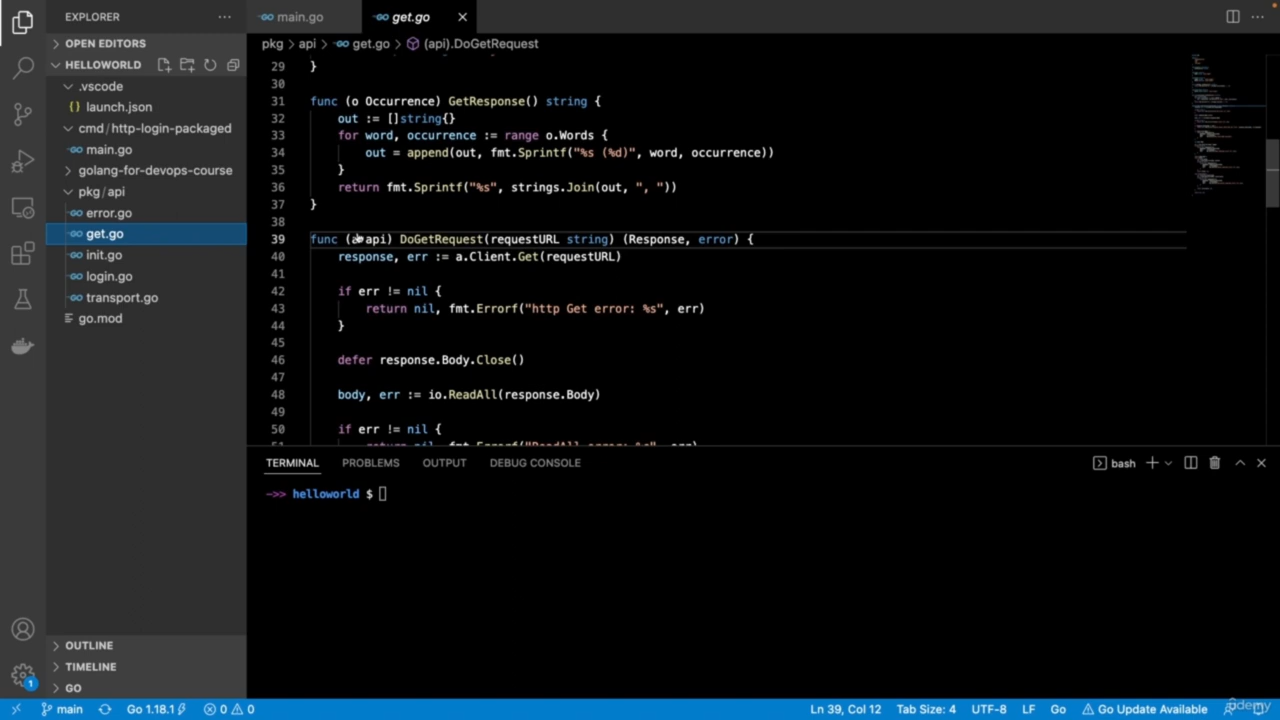 EXPLORER
main.go
get.go
OPEN EDITORS
pkg > api > get.go > (api).DoGetRequest
HELLOWORLD
.vscode
launch.json
cmd/http-login-packaged
main.go
golang-for-devops-course
pkg/api
error.go
get.go
init.go
login.go
transport.go
go.mod
29 }
30
31 func (o Occurrence) GetResponse() string {
32 out := []string{}
33 for word, occurrence := range o.Words {
34 out = append(out, fmt.Sprintf("%s (%d)", word, occurrence))
35 }
36 return fmt.Sprintf("%s", strings.Join(out, ", "))
37 }
38
39 func (a api) DoGetRequest(requestURL string) (Response, error) {
40 response, err := a.Client.Get(requestURL)
41
42 if err != nil {
43 return nil, fmt.Errorf("http Get error: %s", err)
44 }
45
46 defer response.Body.Close()
47
48 body, err := io.ReadAll(response.Body)
49
50 if err != nil {
51 return nil, fmt.Errorf("ReadAll error: %s", err)
TERMINAL
PROBLEMS
OUTPUT
DEBUG CONSOLE
bash
->> helloworld $
OUTLINE
TIMELINE
GO
1
main
Go 1.18.1
0
0
Ln 39, Col 12
Tab Size: 4
UTF-8
LF
Go
Go Update Available
udemy